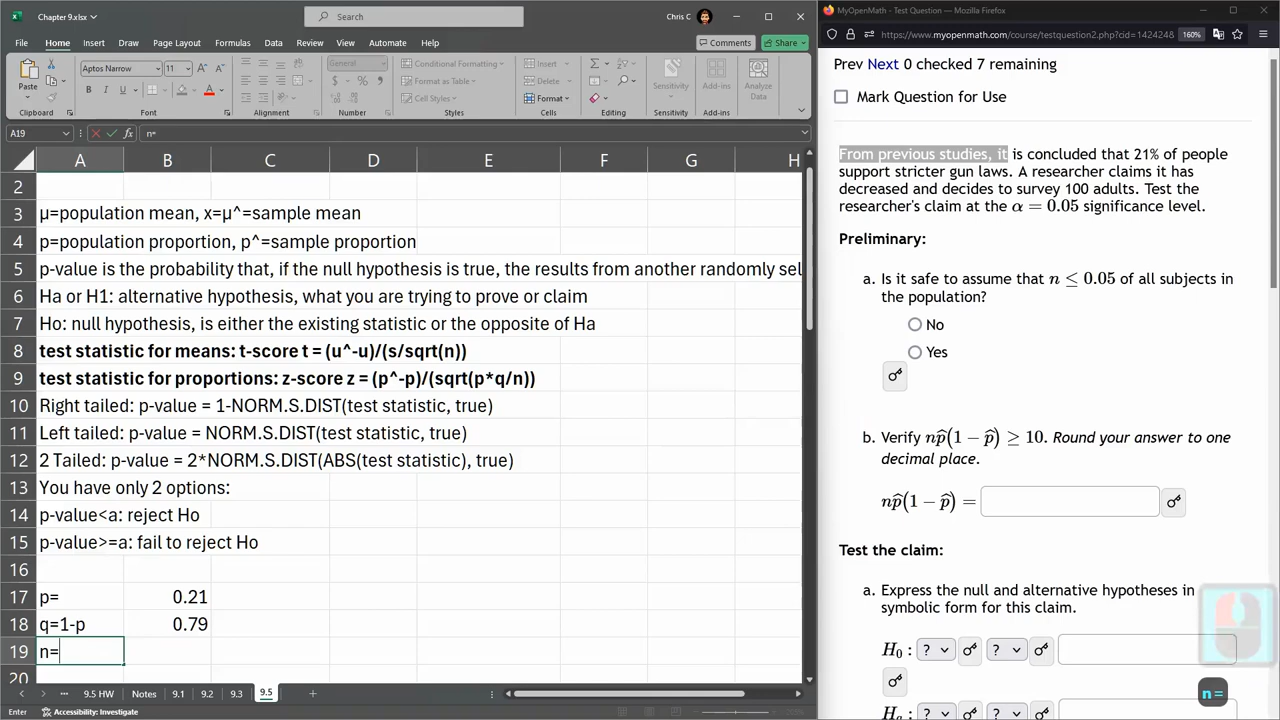 Chapter 9.xlsx
Search
Chris C
File Home Insert Draw Page Layout Formulas Data Review View Automate Help
Comments Share
Aptos Narrow 11 A^ A˅
General
Conditional Formatting
Format as Table
Cell Styles
Insert
Delete
Format
Paste
Sensitivity
Add-ins
Analyze Data
Clipboard Font Alignment Number Styles Cells Editing Sensitivity Add-ins
A19 fx n=
A B C D E F G H
2
3 µ=population mean, x=µ^=sample mean
4 p=population proportion, p^=sample proportion
5 p-value is the probability that, if the null hypothesis is true, the results from another randomly sel
6 Ha or H1: alternative hypothesis, what you are trying to prove or claim
7 Ho: null hypothesis, is either the existing statistic or the opposite of Ha
8 test statistic for means: t-score t = (u^-u)/(s/sqrt(n))
9 test statistic for proportions: z-score z = (p^-p)/(sqrt(p*q/n))
10 Right tailed: p-value = 1-NORM.S.DIST(test statistic, true)
11 Left tailed: p-value = NORM.S.DIST(test statistic, true)
12 2 Tailed: p-value = 2*NORM.S.DIST(ABS(test statistic), true)
13 You have only 2 options:
14 p-value<a: reject Ho
15 p-value>=a: fail to reject Ho
16
17 p= 0.21
18 q=1-p 0.79
19 n=
20
... 9.5 HW Notes 9.1 9.2 9.3 9.5 +
Enter Accessibility: Investigate
MyOpenMath - Test Question — Mozilla Firefox
https://www.myopenmath.com/course/testquestion2.php?cid=1424248 160%
Prev Next 0 checked 7 remaining
Mark Question for Use
From previous studies, it is concluded that 21% of people
support stricter gun laws. A researcher claims it has
decreased and decides to survey 100 adults. Test the
researcher's claim at the α = 0.05 significance level.
Preliminary:
a. Is it safe to assume that n ≤ 0.05 of all subjects in
the population?
No
Yes
b. Verify np̂(1 − p̂) ≥ 10. Round your answer to one
decimal place.
np̂(1 − p̂) =
Test the claim:
a. Express the null and alternative hypotheses in
symbolic form for this claim.
H₀ : ? ?
Hₐ : ? ?
n=